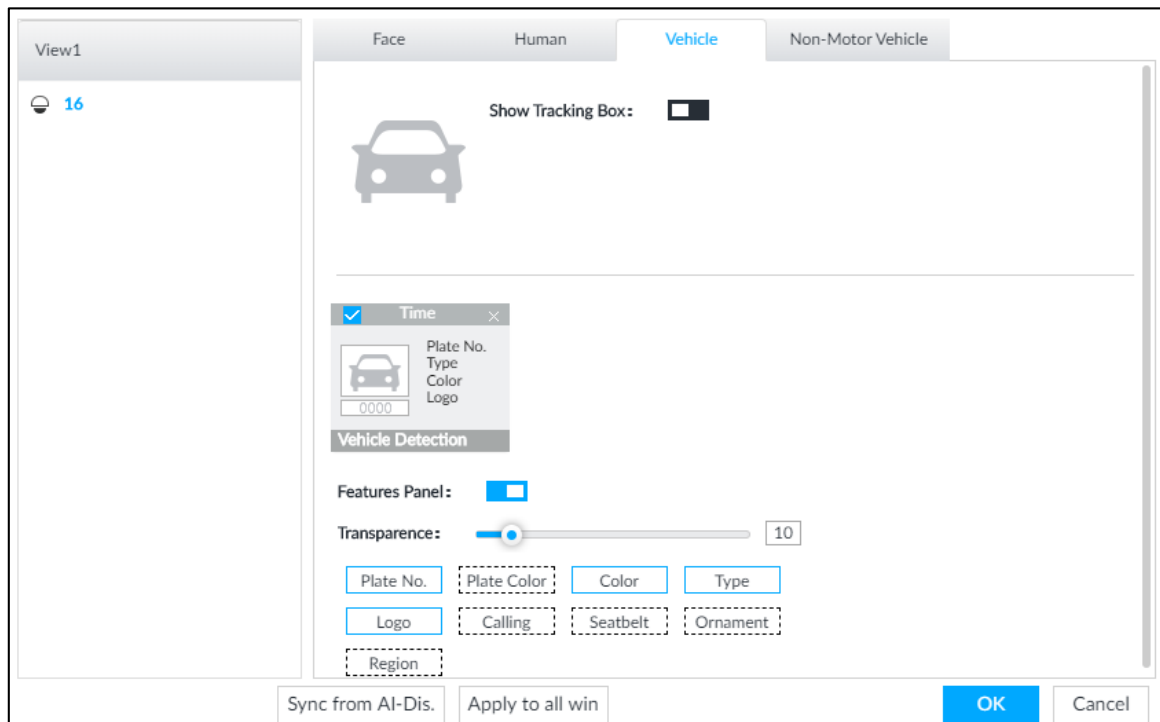 View1
16
Face Human Vehicle Non-Motor Vehicle
Show Tracking Box:
Time
Plate No.
Type
Color
Logo
0000
Vehicle Detection
Features Panel:
Transparence: 10
Plate No. Plate Color Color Type
Logo Calling Seatbelt Ornament
Region
Sync from AI-Dis. Apply to all win OK Cancel